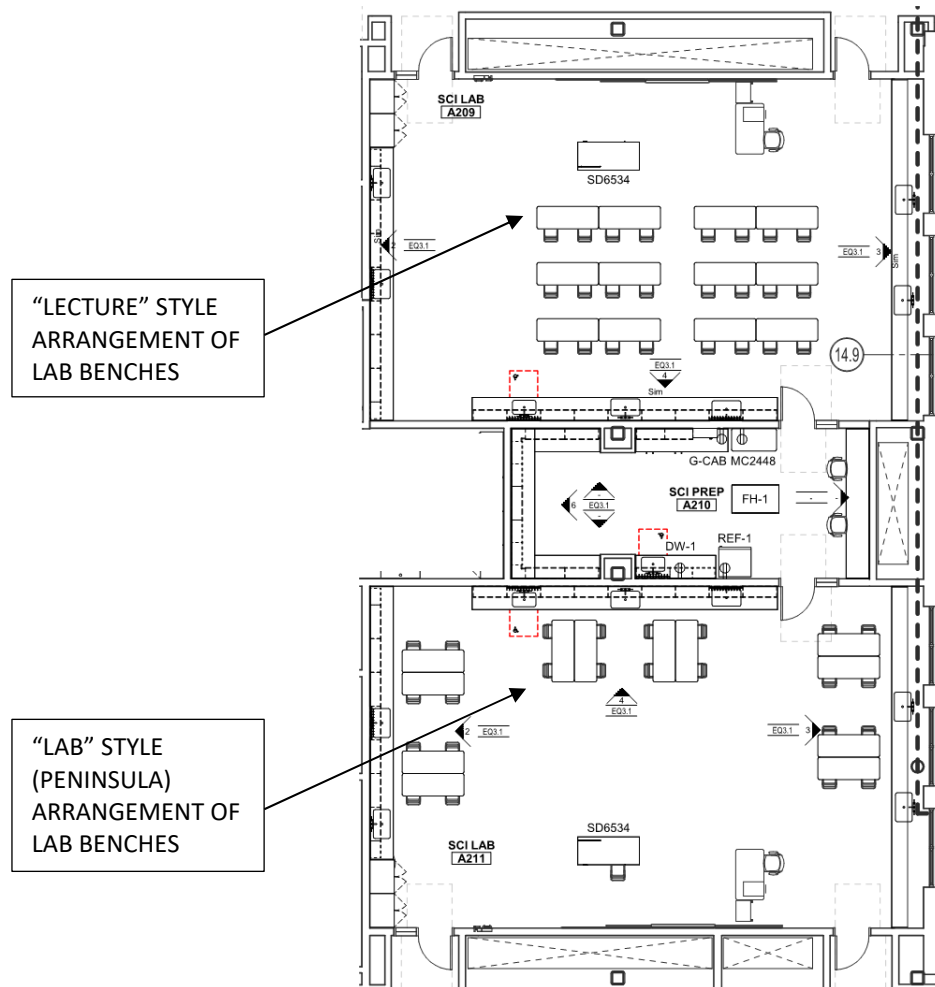 SCI LAB
A209
SD6534
"LECTURE" STYLE
ARRANGEMENT OF
LAB BENCHES
Sim
2
EQ3.1
EQ3.1
3
Sim
14.9
EQ3.1
4
Sim
G-CAB MC2448
SCI PREP
A210
FH-1
6
-
EQ3.1
-
-
-
DW-1
REF-1
"LAB" STYLE
(PENINSULA)
ARRANGEMENT OF
LAB BENCHES
4
EQ3.1
2
EQ3.1
EQ3.1
3
SD6534
SCI LAB
A211